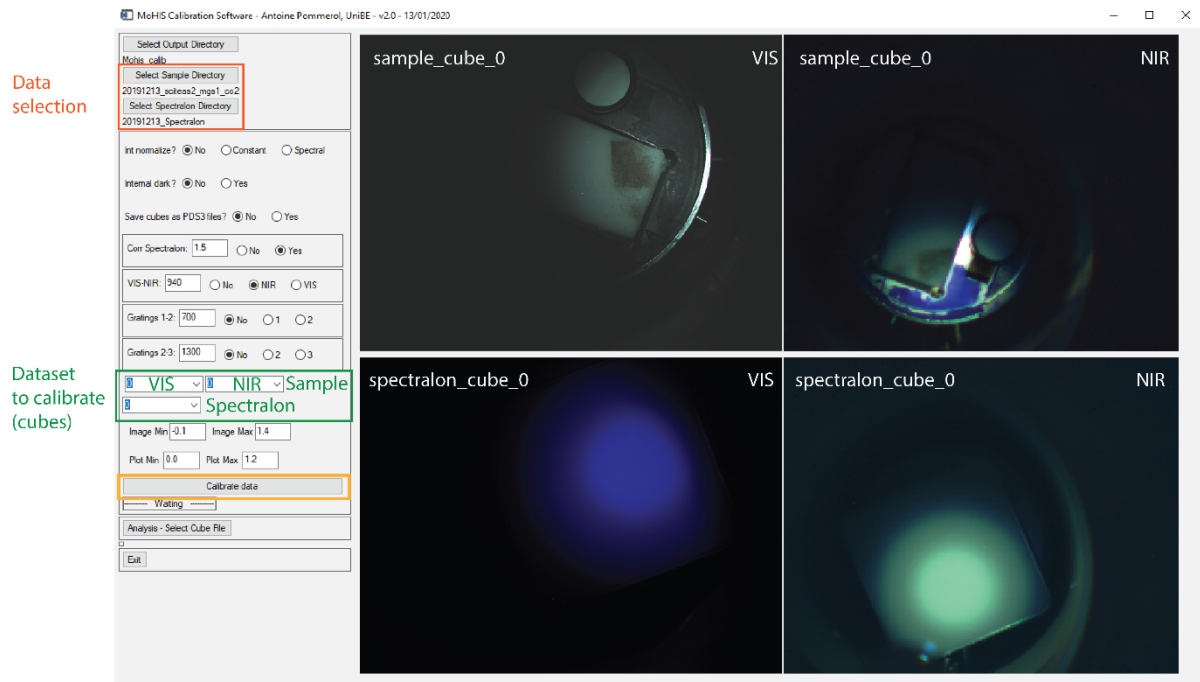 MoHIS Calibration Software - Antoine Pommerol, UniBE - v2.0 - 13/01/2020
Data
selection
Select Output Directory
Mohis_calib
Select Sample Directory
20191213_sciteas2_mgs1_co2
Select Spectralon Directory
20191213_Spectralon
Int normalize? No Constant Spectral
Internal dark? No Yes
Save cubes as PDS3 files? No Yes
Corr Spectralon: 1.5 No Yes
VIS-NIR: 940 No NIR VIS
Gratings 1-2: 700 No 1 2
Gratings 2-3: 1300 No 2 3
Dataset
to calibrate
(cubes)
0 VIS 0 NIR Sample
0 Spectralon
Image Min -0.1 Image Max 1.4
Plot Min 0.0 Plot Max 1.2
Calibrate data
-------- Waiting --------
Analysis - Select Cube File
Exit
sample_cube_0 VIS
sample_cube_0 NIR
spectralon_cube_0 VIS
spectralon_cube_0 NIR